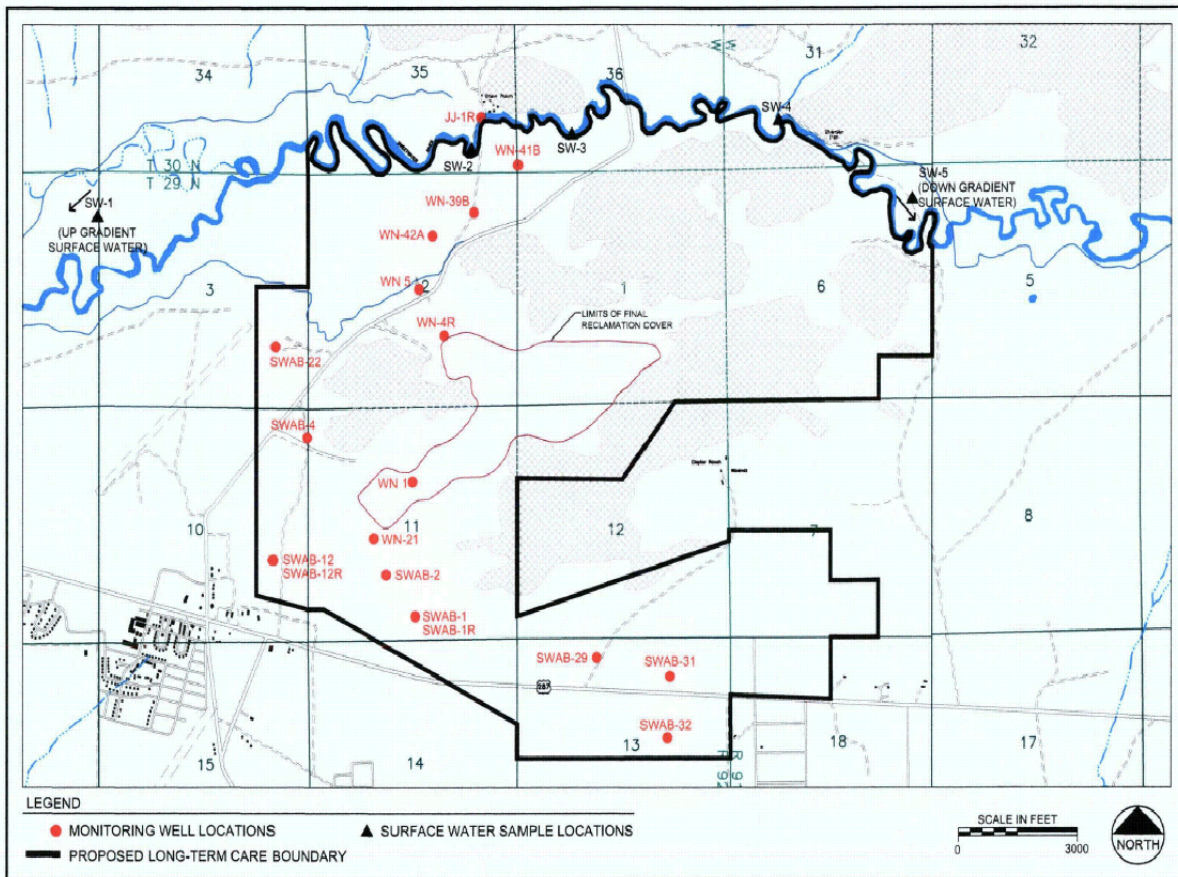 34
35
36
31
32
JJ-1R
SW-4
SW-3
SW-2
WN-41B
T 30 N
T 29 N
SW-5
(DOWN GRADIENT
SURFACE WATER)
SW-1
(UP GRADIENT
SURFACE WATER)
WN-39B
WN-42A
WN 5
2
3
1
6
5
LIMITS OF FINAL
RECLAMATION COVER
WN-4R
SWAB-22
SWAB-4
WN 1
10
11
12
7
8
WN-21
SWAB-12
SWAB-12R
SWAB-2
SWAB-1
SWAB-1R
SWAB-29
SWAB-31
287
SWAB-32
15
14
13
18
17
LEGEND
MONITORING WELL LOCATIONS
SURFACE WATER SAMPLE LOCATIONS
PROPOSED LONG-TERM CARE BOUNDARY
SCALE IN FEET
0 3000
NORTH